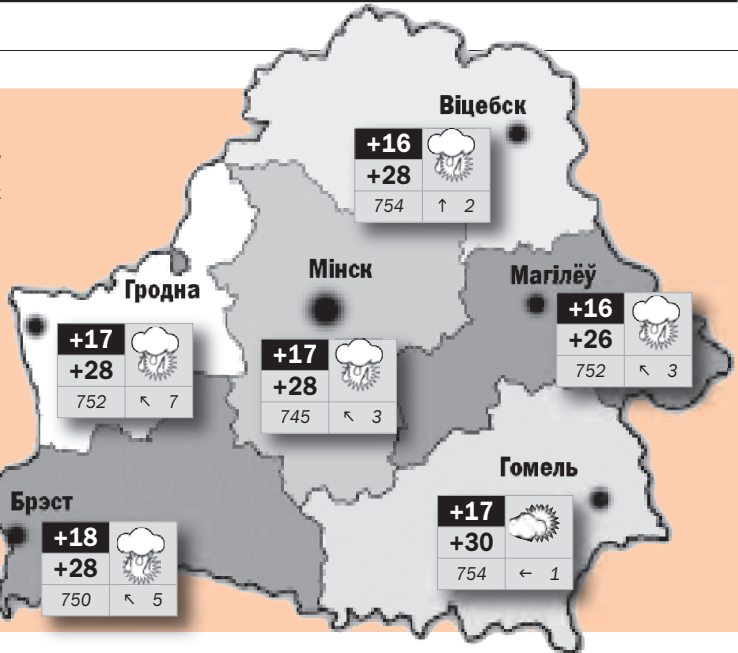 Віцебск
+16
+28
754 ↑ 2
Мінск
+17
+28
745 ↖ 3
Магілёў
+16
+26
752 ↖ 3
Гродна
+17
+28
752 ↖ 7
Гомель
+17
+30
754 ← 1
Брэст
+18
+28
750 ↖ 5